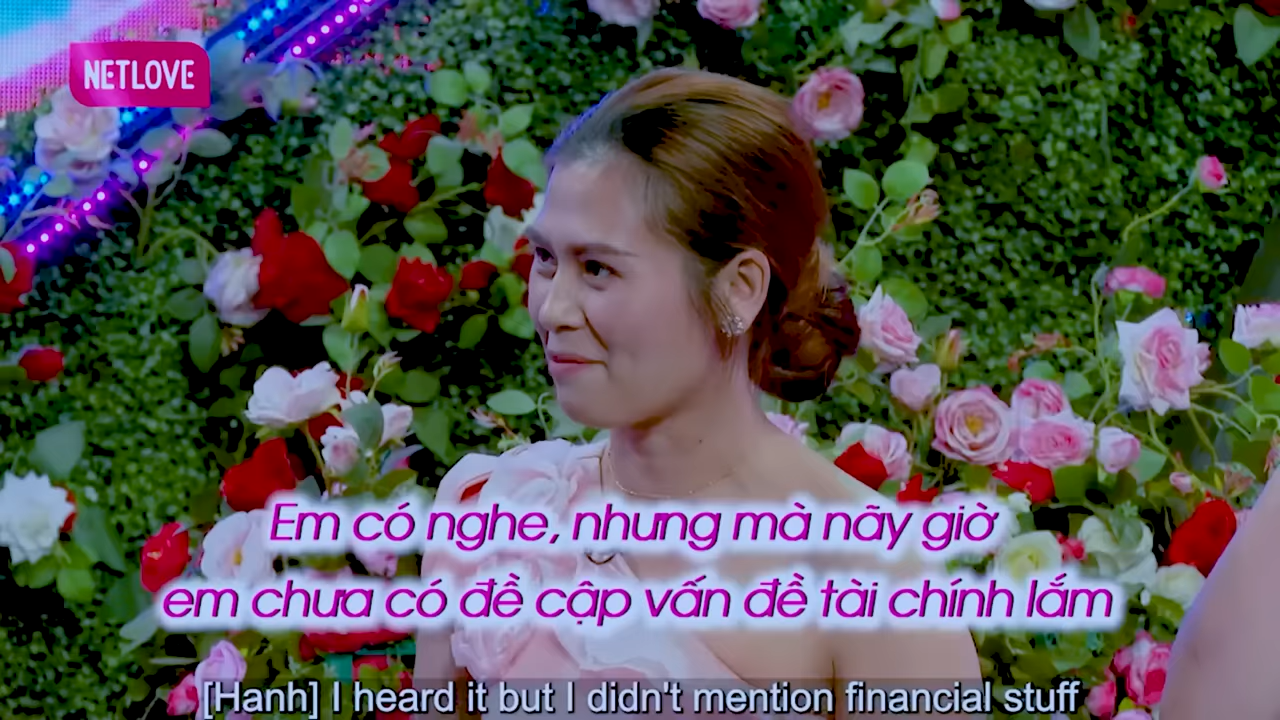 NETLOVE
Em có nghe, nhưng mà nãy giờ
em chưa có đề cập vấn đề tài chính lắm
[Hanh] I heard it but I didn't mention financial stuff